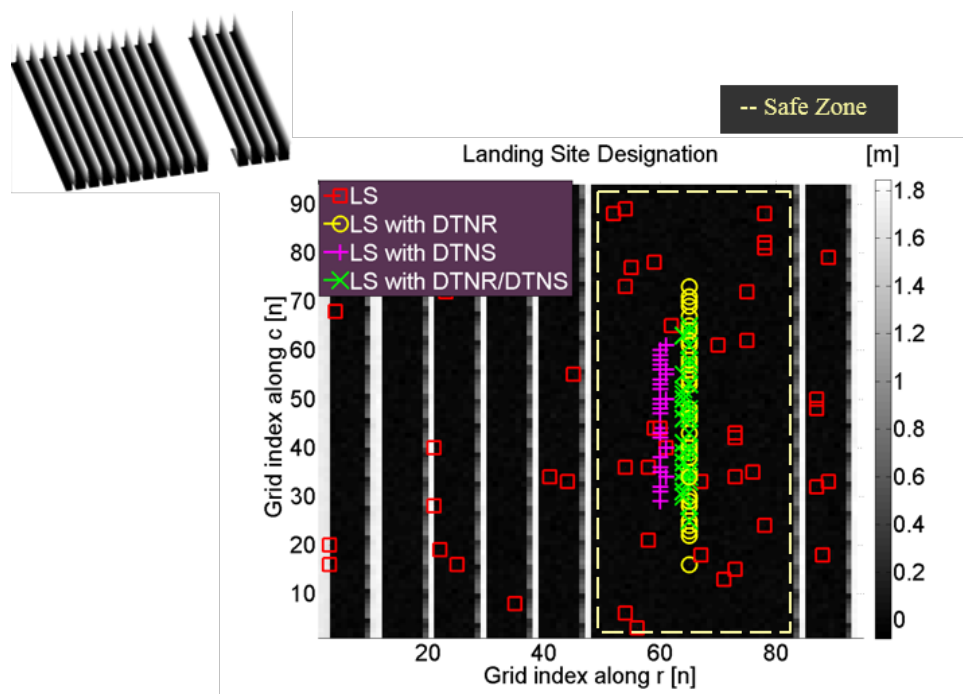 -- Safe Zone
Landing Site Designation
[m]
LS
LS with DTNR
LS with DTNS
LS with DTNR/DTNS
Grid index along c [n]
90
80
70
60
50
40
30
20
10
20
40
60
80
Grid index along r [n]
1.8
1.6
1.4
1.2
1
0.8
0.6
0.4
0.2
0